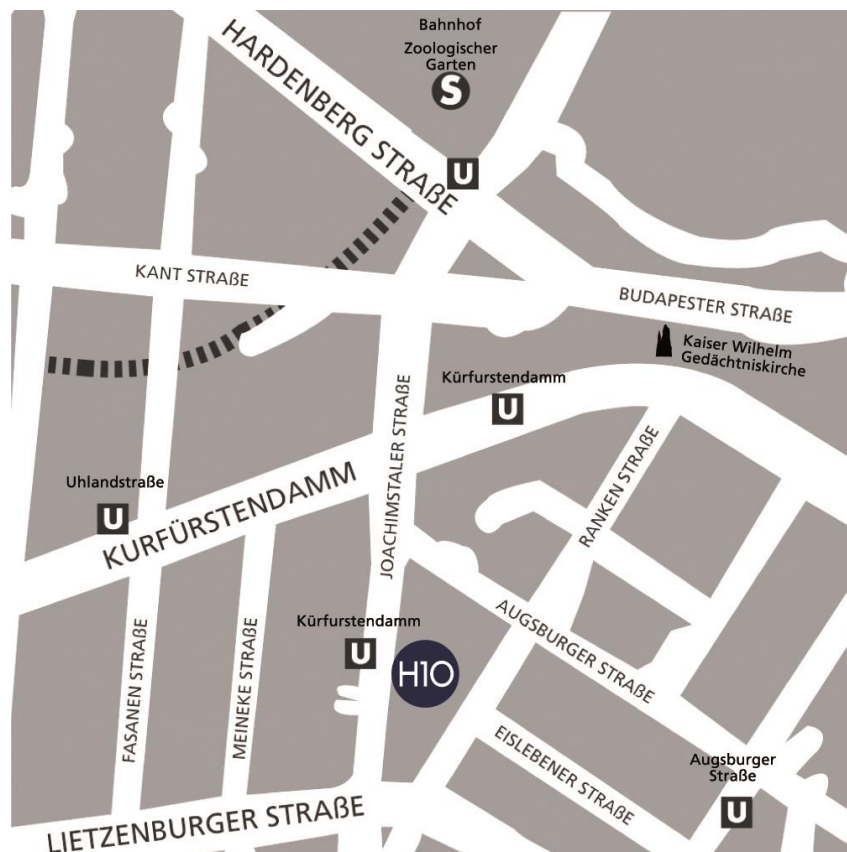 Bahnhof
Zoologischer
Garten
S
HARDENBERG STRAßE
U
KANT STRAßE
BUDAPESTER STRAßE
Kaiser Wilhelm
Gedächtniskirche
Kürfurstendamm
U
JOACHIMSTALER STRAßE
RANKEN STRAßE
Uhlandstraße
U
KURFÜRSTENDAMM
AUGSBURGER STRAßE
Kürfurstendamm
U
H10
FASANEN STRAßE
MEINEKE STRAßE
EISLEBENER STRAßE
Augsburger
Straße
U
LIETZENBURGER STRAßE